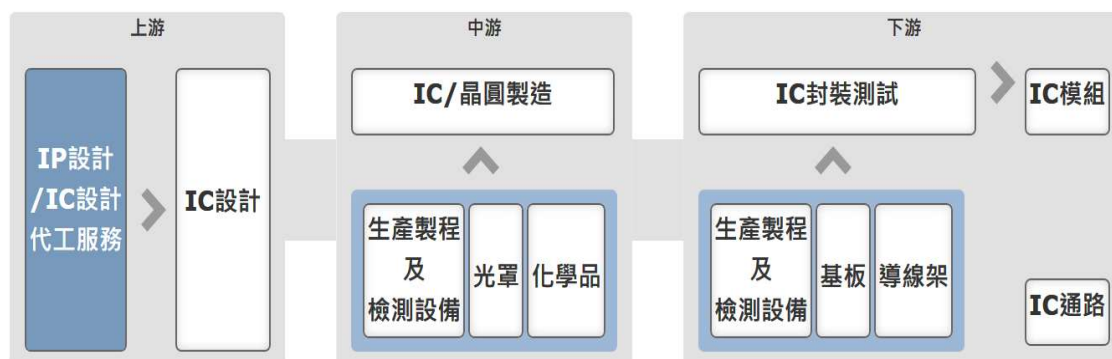 上游
IP設計
/IC設計
代工服務
IC設計
中游
IC/晶圓製造
生產製程
及
檢測設備
光罩
化學品
下游
IC封裝測試
生產製程
及
檢測設備
基板
導線架
IC模組
IC通路